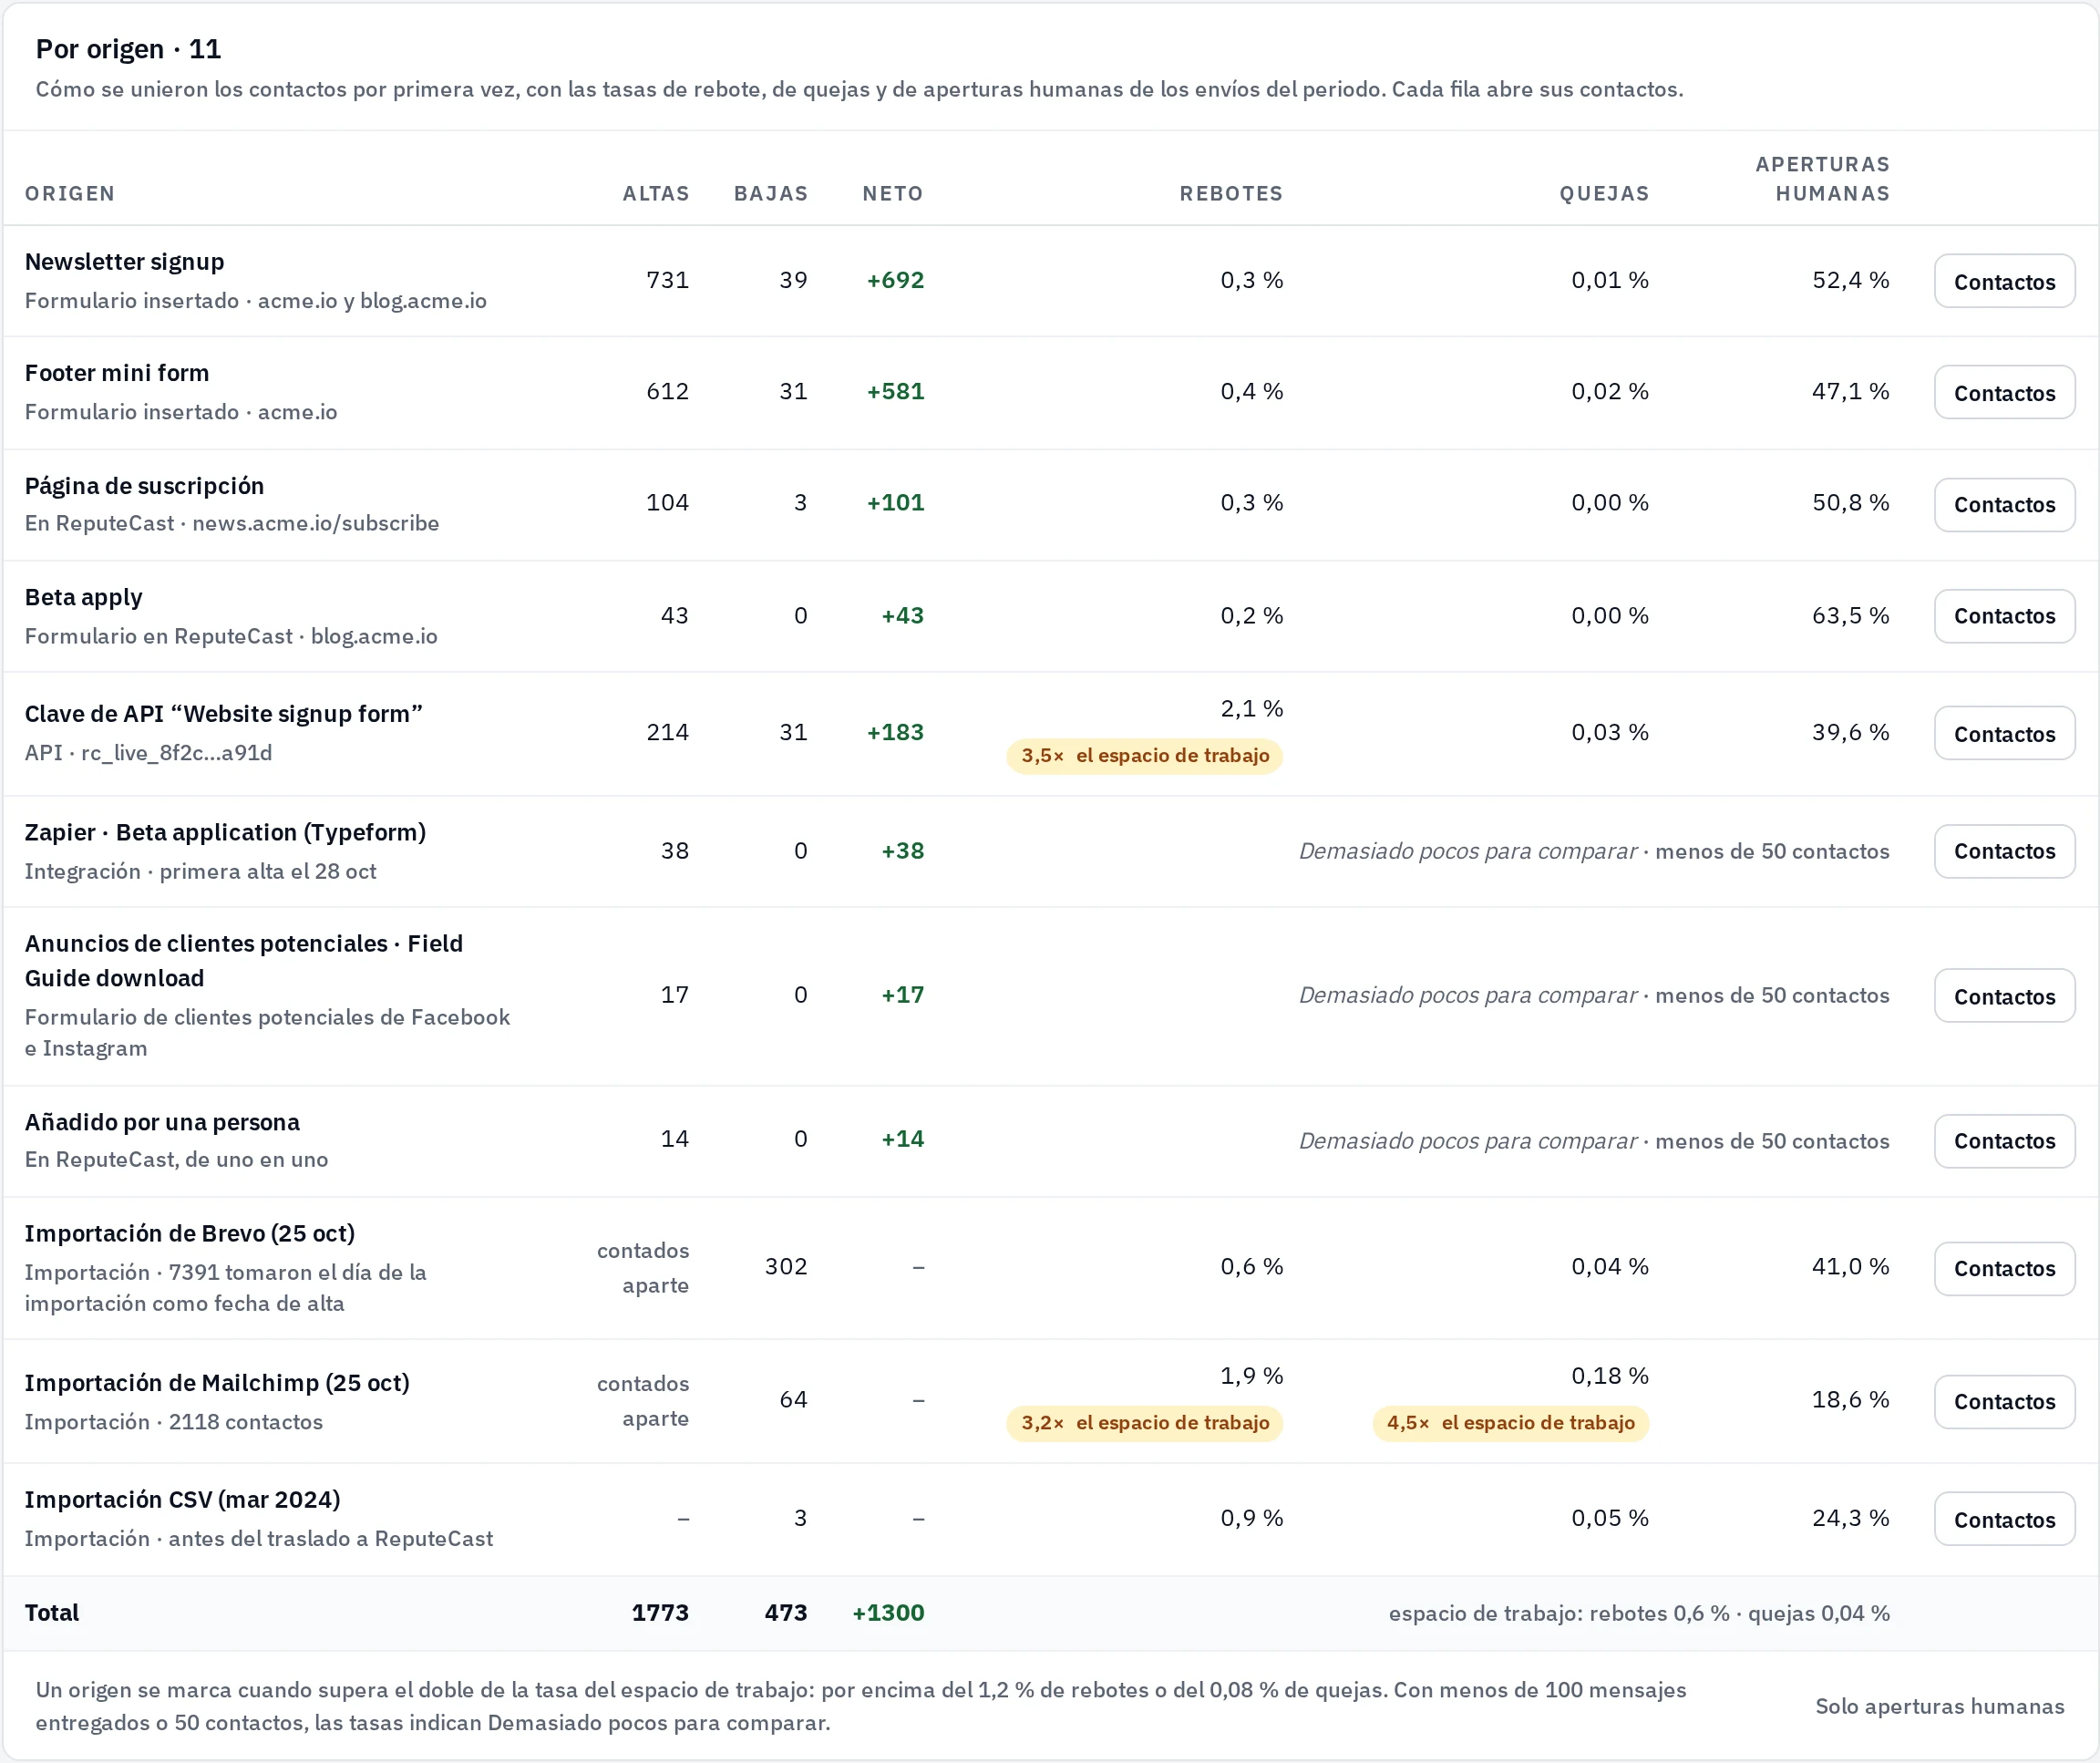 Por origen · 11
Cómo se unieron los contactos por primera vez, con las tasas de rebote, de quejas y de aperturas humanas de los envíos del periodo. Cada fila abre sus contactos.
ORIGEN ALTAS BAJAS NETO REBOTES QUEJAS APERTURAS HUMANAS
Newsletter signup
Formulario insertado · acme.io y blog.acme.io
731 39 +692 0,3 % 0,01 % 52,4 % Contactos
Footer mini form
Formulario insertado · acme.io
612 31 +581 0,4 % 0,02 % 47,1 % Contactos
Página de suscripción
En ReputeCast · news.acme.io/subscribe
104 3 +101 0,3 % 0,00 % 50,8 % Contactos
Beta apply
Formulario en ReputeCast · blog.acme.io
43 0 +43 0,2 % 0,00 % 63,5 % Contactos
Clave de API “Website signup form”
API · rc_live_8f2c…a91d
214 31 +183 2,1 % 0,03 % 39,6 % Contactos
3,5× el espacio de trabajo
Zapier · Beta application (Typeform)
Integración · primera alta el 28 oct
38 0 +38 Demasiado pocos para comparar · menos de 50 contactos Contactos
Anuncios de clientes potenciales · Field
Guide download
Formulario de clientes potenciales de Facebook
e Instagram
17 0 +17 Demasiado pocos para comparar · menos de 50 contactos Contactos
Añadido por una persona
En ReputeCast, de uno en uno
14 0 +14 Demasiado pocos para comparar · menos de 50 contactos Contactos
Importación de Brevo (25 oct)
Importación · 7391 tomaron el día de la
importación como fecha de alta
contados
aparte
302 – 0,6 % 0,04 % 41,0 % Contactos
Importación de Mailchimp (25 oct)
Importación · 2118 contactos
contados
aparte
64 – 1,9 % 0,18 % 18,6 % Contactos
3,2× el espacio de trabajo 4,5× el espacio de trabajo
Importación CSV (mar 2024)
Importación · antes del traslado a ReputeCast
– 3 – 0,9 % 0,05 % 24,3 % Contactos
Total 1773 473 +1300 espacio de trabajo: rebotes 0,6 % · quejas 0,04 %
Un origen se marca cuando supera el doble de la tasa del espacio de trabajo: por encima del 1,2 % de rebotes o del 0,08 % de quejas. Con menos de 100 mensajes
entregados o 50 contactos, las tasas indican Demasiado pocos para comparar.
Solo aperturas humanas